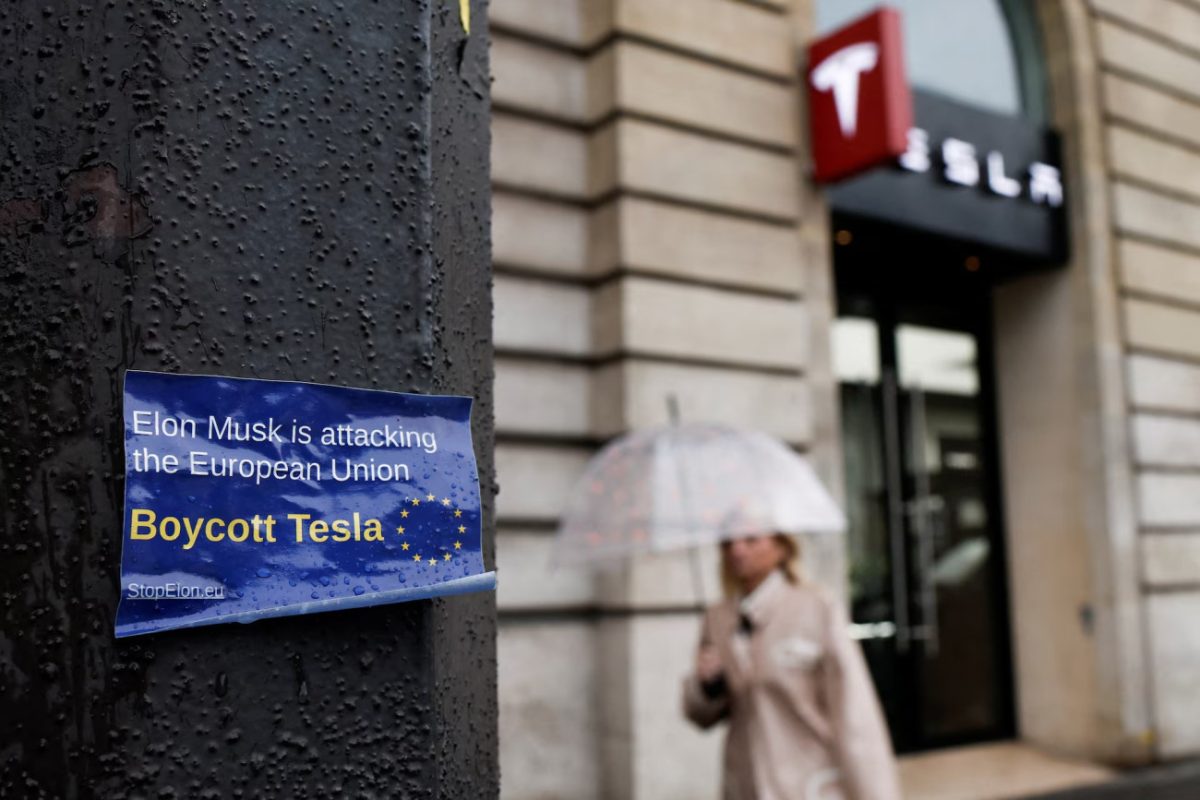 Elon Musk is attacking
the European Union
Boycott Tesla
StopElon.eu
T
TESLA